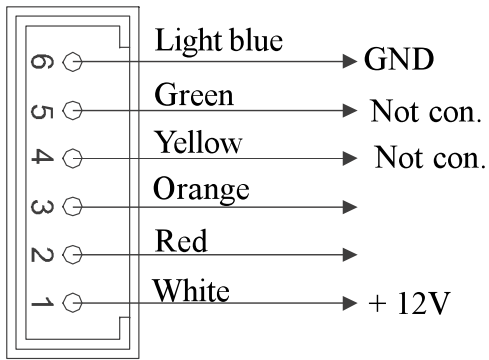 6 Light blue GND
5 Green Not con.
4 Yellow Not con.
3 Orange
2 Red
1 White + 12V